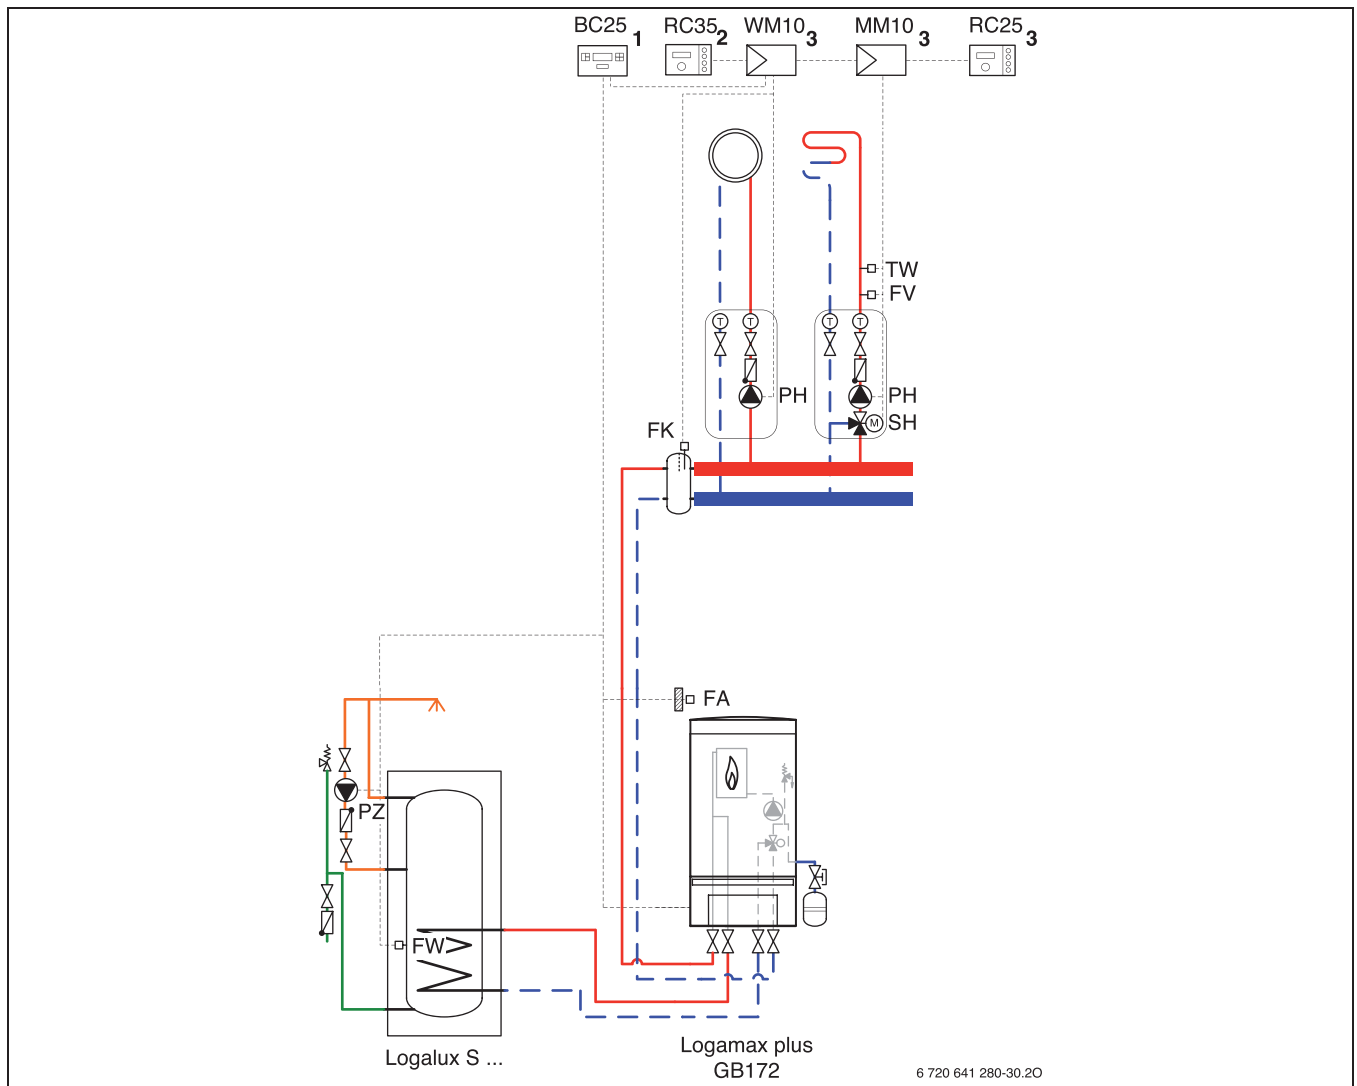 BC25 1 RC35 2 WM10 3 MM10 3 RC25 3
TW
FV
T T T T
PH PH
M SH
FK
FA
PZ
FW
Logalux S ...
Logamax plus
GB172
6 720 641 280-30.2O